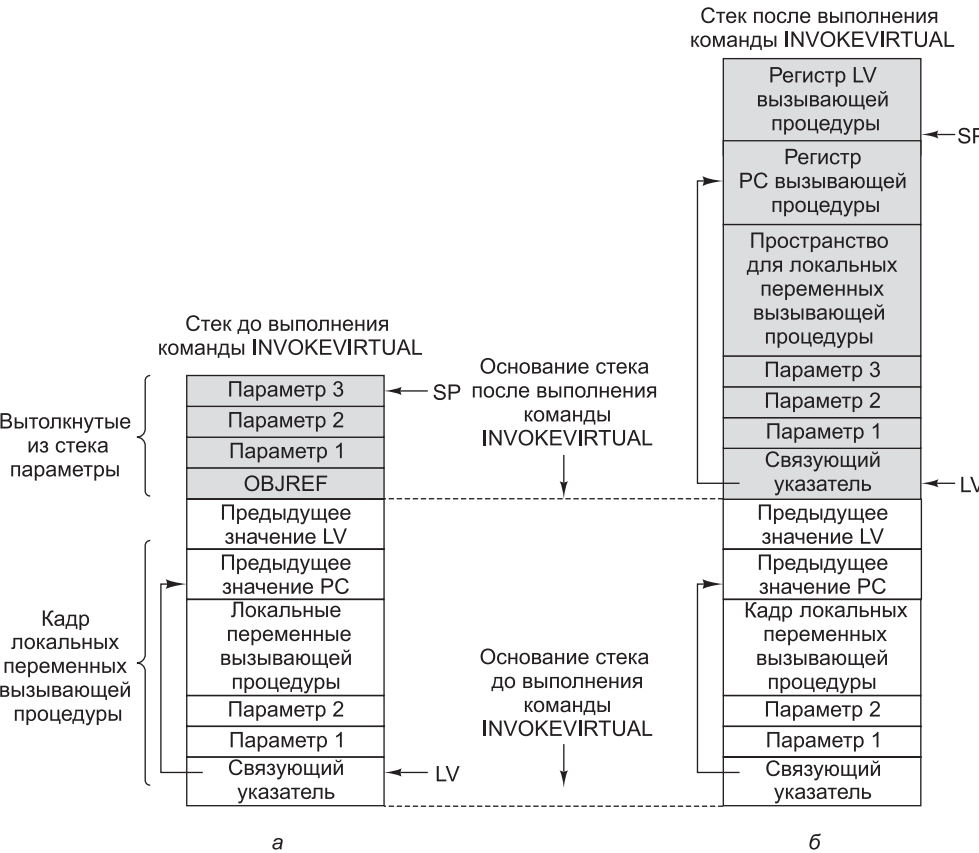 Стек после выполнения
команды INVOKEVIRTUAL
Регистр LV
вызывающей
процедуры
SP
Регистр
PC вызывающей
процедуры
Пространство
для локальных
переменных
вызывающей
процедуры
Параметр 3
Параметр 2
Параметр 1
Связующий
указатель
LV
Предыдущее
значение LV
Предыдущее
значение PC
Кадр локальных
переменных
вызывающей
процедуры
Параметр 2
Параметр 1
Связующий
указатель
б
Стек до выполнения
команды INVOKEVIRTUAL
Вытолкнутые
из стека
параметры
Параметр 3
SP
Параметр 2
Параметр 1
OBJREF
Предыдущее
значение LV
Кадр
локальных
переменных
вызывающей
процедуры
Предыдущее
значение PC
Локальные
переменные
вызывающей
процедуры
Параметр 2
Параметр 1
Связующий
указатель
LV
а
Основание стека
после выполнения
команды
INVOKEVIRTUAL
Основание стека
до выполнения
команды
INVOKEVIRTUAL